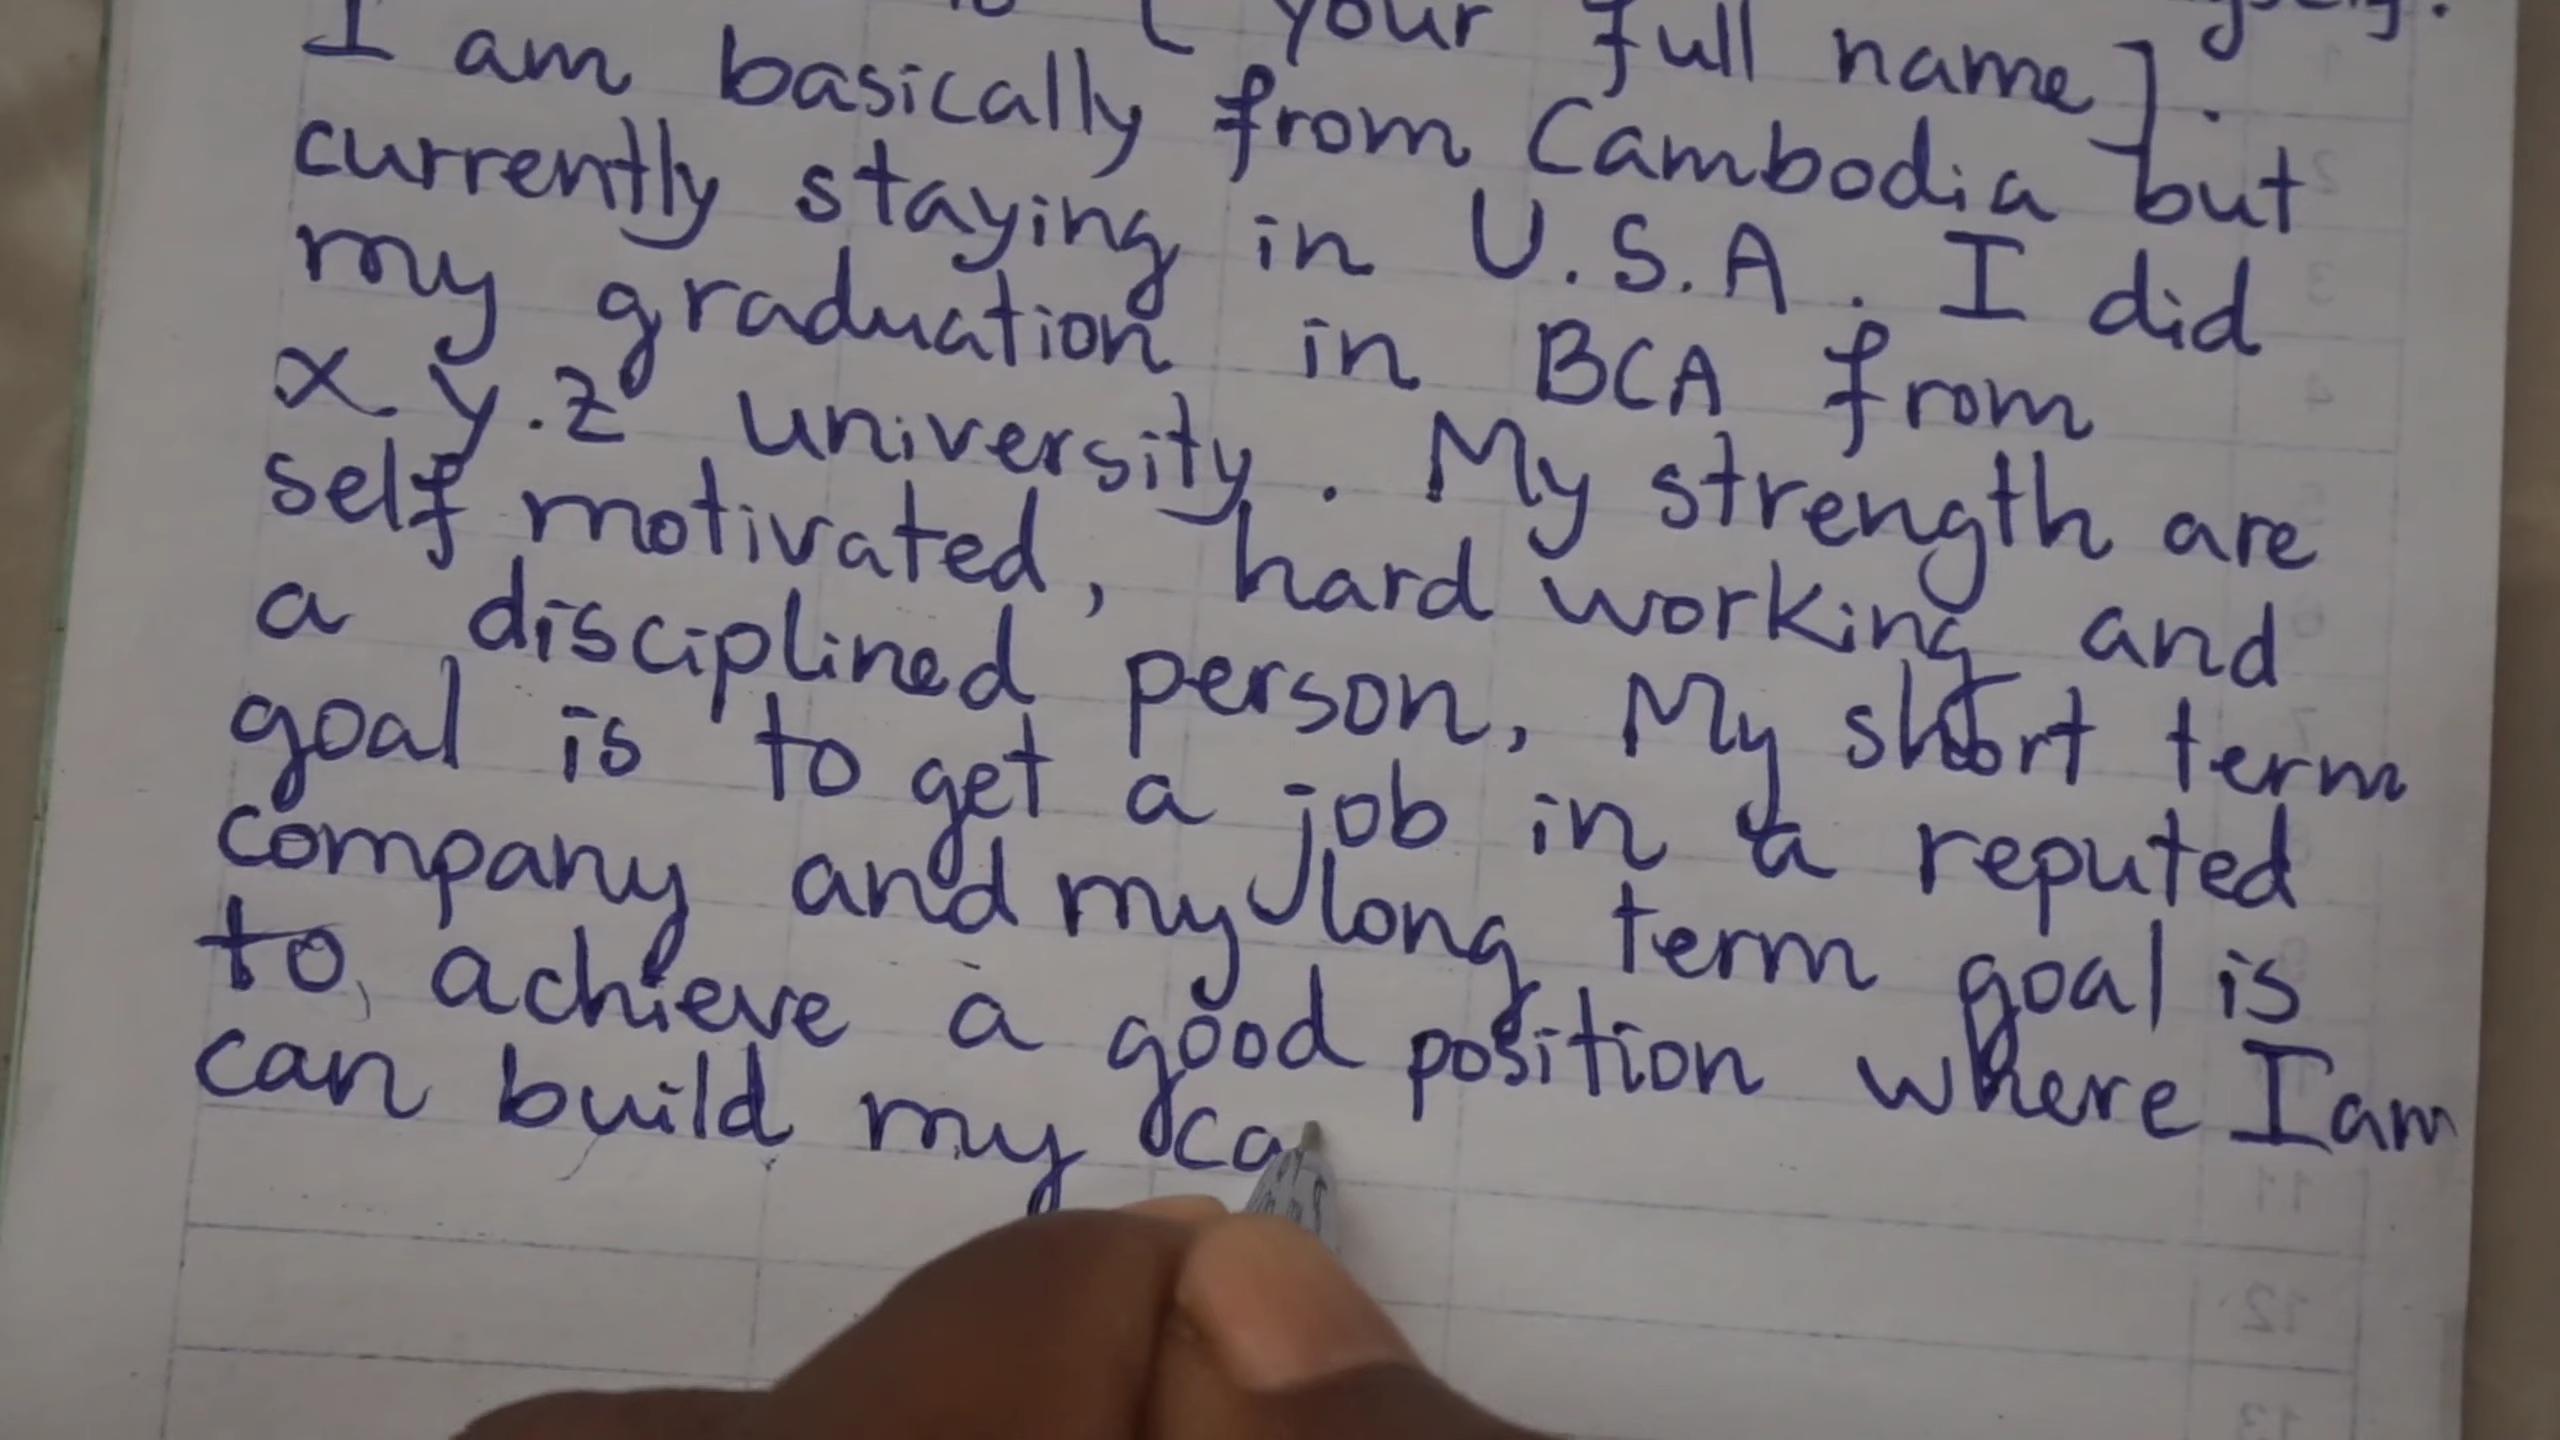 [your full name].
I am basically from Cambodia but
currently staying in U.S.A. I did
my graduation in BCA from
x.y.z university. My strength are
self motivated, hard working and
a disciplined person, My short term
goal is to get a job in a reputed
company and my long term goal is
to achieve a good position where I am
can build my ca